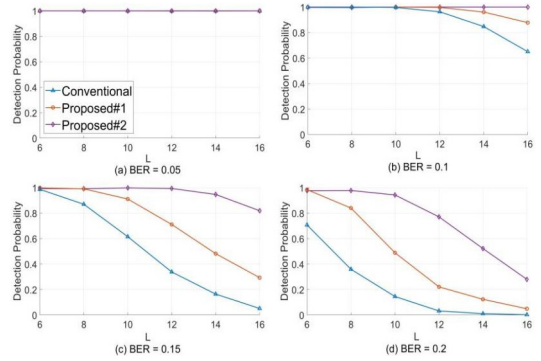 Detection Probability
1
0.8
0.6
0.4
0.2
0
Conventional
Proposed#1
Proposed#2
6 8 10 12 14 16
L
(a) BER = 0.05
Detection Probability
1
0.8
0.6
0.4
0.2
0
6 8 10 12 14 16
L
(b) BER = 0.1
Detection Probability
1
0.8
0.6
0.4
0.2
0
6 8 10 12 14 16
L
(c) BER = 0.15
Detection Probability
1
0.8
0.6
0.4
0.2
0
6 8 10 12 14 16
L
(d) BER = 0.2